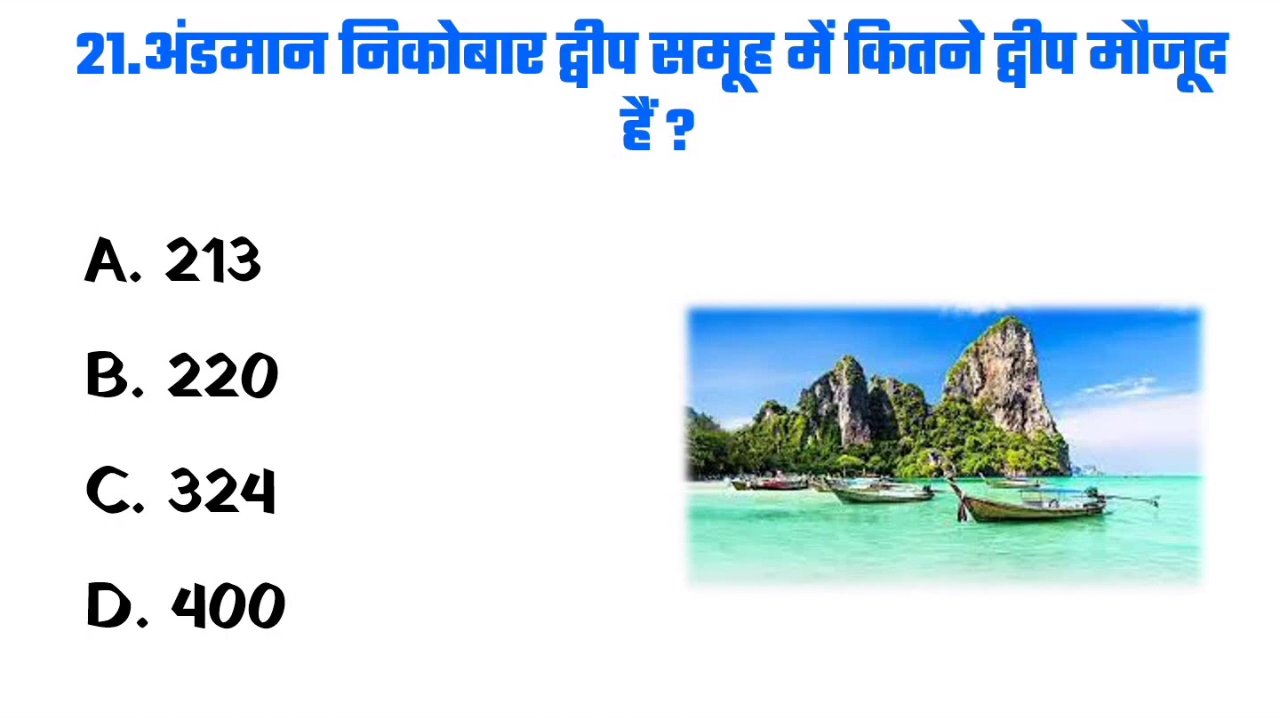 21.अंडमान निकोबार द्वीप समूह में कितने द्वीप मौजूद
हैं ?
A. 213
B. 220
C. 324
D. 400